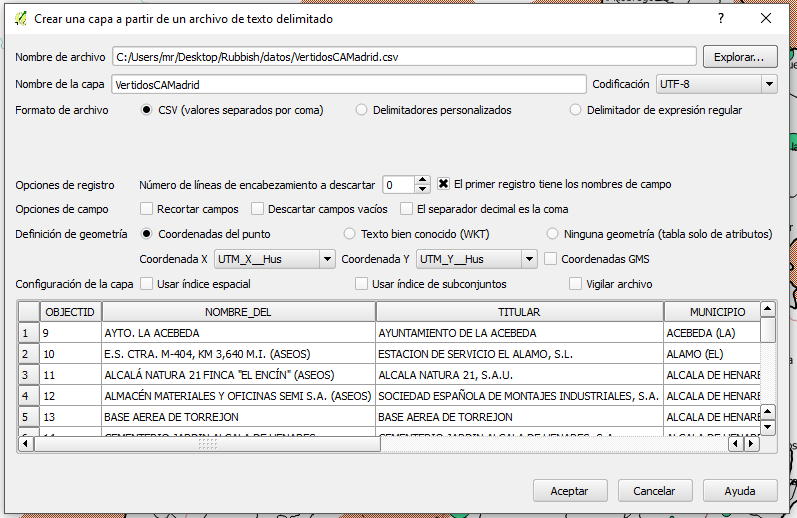 Crear una capa a partir de un archivo de texto delimitado
Nombre de archivo C:/Users/mr/Desktop/Rubbish/datos/VertidosCAMadrid.csv Explorar...
Nombre de la capa VertidosCAMadrid Codificación UTF-8
Formato de archivo CSV (valores separados por coma) Delimitadores personalizados Delimitador de expresión regular
Opciones de registro Número de líneas de encabezamiento a descartar 0 El primer registro tiene los nombres de campo
Opciones de campo Recortar campos Descartar campos vacíos El separador decimal es la coma
Definición de geometría Coordenadas del punto Texto bien conocido (WKT) Ninguna geometría (tabla solo de atributos)
Coordenada X UTM_X__Hus Coordenada Y UTM_Y__Hus Coordenadas GMS
Configuración de la capa Usar índice espacial Usar índice de subconjuntos Vigilar archivo
OBJECTID NOMBRE_DEL TITULAR MUNICIPIO
1 9 AYTO. LA ACEBEDA AYUNTAMIENTO DE LA ACEBEDA ACEBEDA (LA)
2 10 E.S. CTRA. M-404, KM 3,640 M.I. (ASEOS) ESTACION DE SERVICIO EL ALAMO, S.L. ALAMO (EL)
3 11 ALCALÁ NATURA 21 FINCA "EL ENCÍN" (ASEOS) ALCALA NATURA 21, S.A.U. ALCALA DE HENARE
4 12 ALMACÉN MATERIALES Y OFICINAS SEMI S.A. (ASEOS) SOCIEDAD ESPAÑOLA DE MONTAJES INDUSTRIALES, S.A. ALCALA DE HENARE
5 13 BASE AEREA DE TORREJON BASE AEREA DE TORREJON ALCALA DE HENARE
Aceptar Cancelar Ayuda